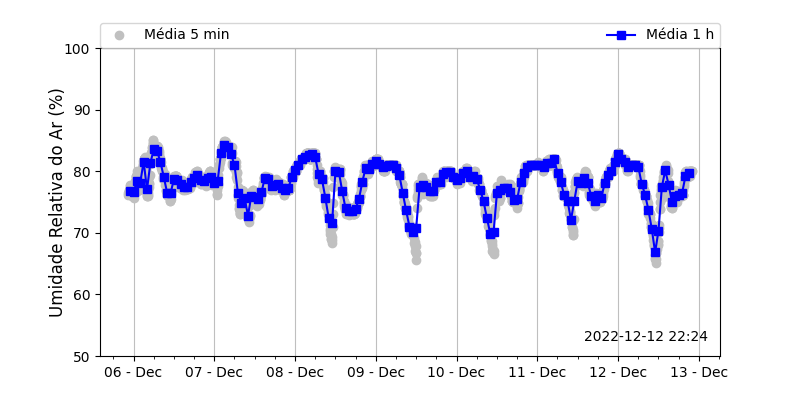 Média 5 min
Média 1 h
Umidade Relativa do Ar (%)
100
90
80
70
60
50
2022-12-12 22:24
06 - Dec
07 - Dec
08 - Dec
09 - Dec
10 - Dec
11 - Dec
12 - Dec
13 - Dec